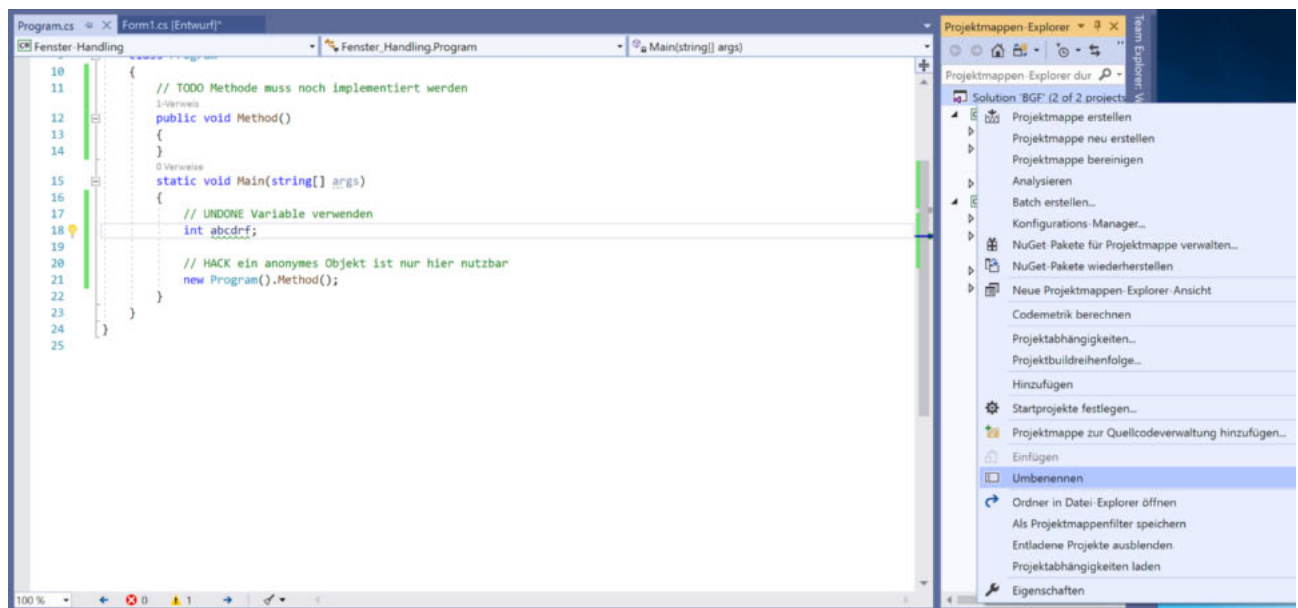 Program.cs
Form1.cs [Entwurf]*
Fenster-Handling
Fenster_Handling.Program
Main(string[] args)
10 {
11 // TODO Methode muss noch implementiert werden
1-Verweis
12 public void Method()
13 {
14 }
0 Verweise
15 static void Main(string[] args)
16 {
17 // UNDONE Variable verwenden
18 int abcdrf;
19
20 // HACK ein anonymes Objekt ist nur hier nutzbar
21 new Program().Method();
22 }
23 }
24 }
25
100 %
0
1
Projektmappen-Explorer
Projektmappen-Explorer dur
Solution 'BGF' (2 of 2 projects
Projektmappe erstellen
Projektmappe neu erstellen
Projektmappe bereinigen
Analysieren
Batch erstellen...
Konfigurations-Manager...
NuGet-Pakete für Projektmappe verwalten...
NuGet-Pakete wiederherstellen
Neue Projektmappen-Explorer-Ansicht
Codemetrik berechnen
Projektabhängigkeiten...
Projektbuildreihenfolge...
Hinzufügen
Startprojekte festlegen...
Projektmappe zur Quellcodeverwaltung hinzufügen...
Einfügen
Umbenennen
Ordner in Datei-Explorer öffnen
Als Projektmappenfilter speichern
Entladene Projekte ausblenden
Projektabhängigkeiten laden
Eigenschaften
Team Explorer: